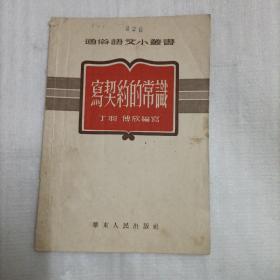 通俗語文小叢書
寫契約的常識
丁羽 傅欣編寫
華東人民出版社